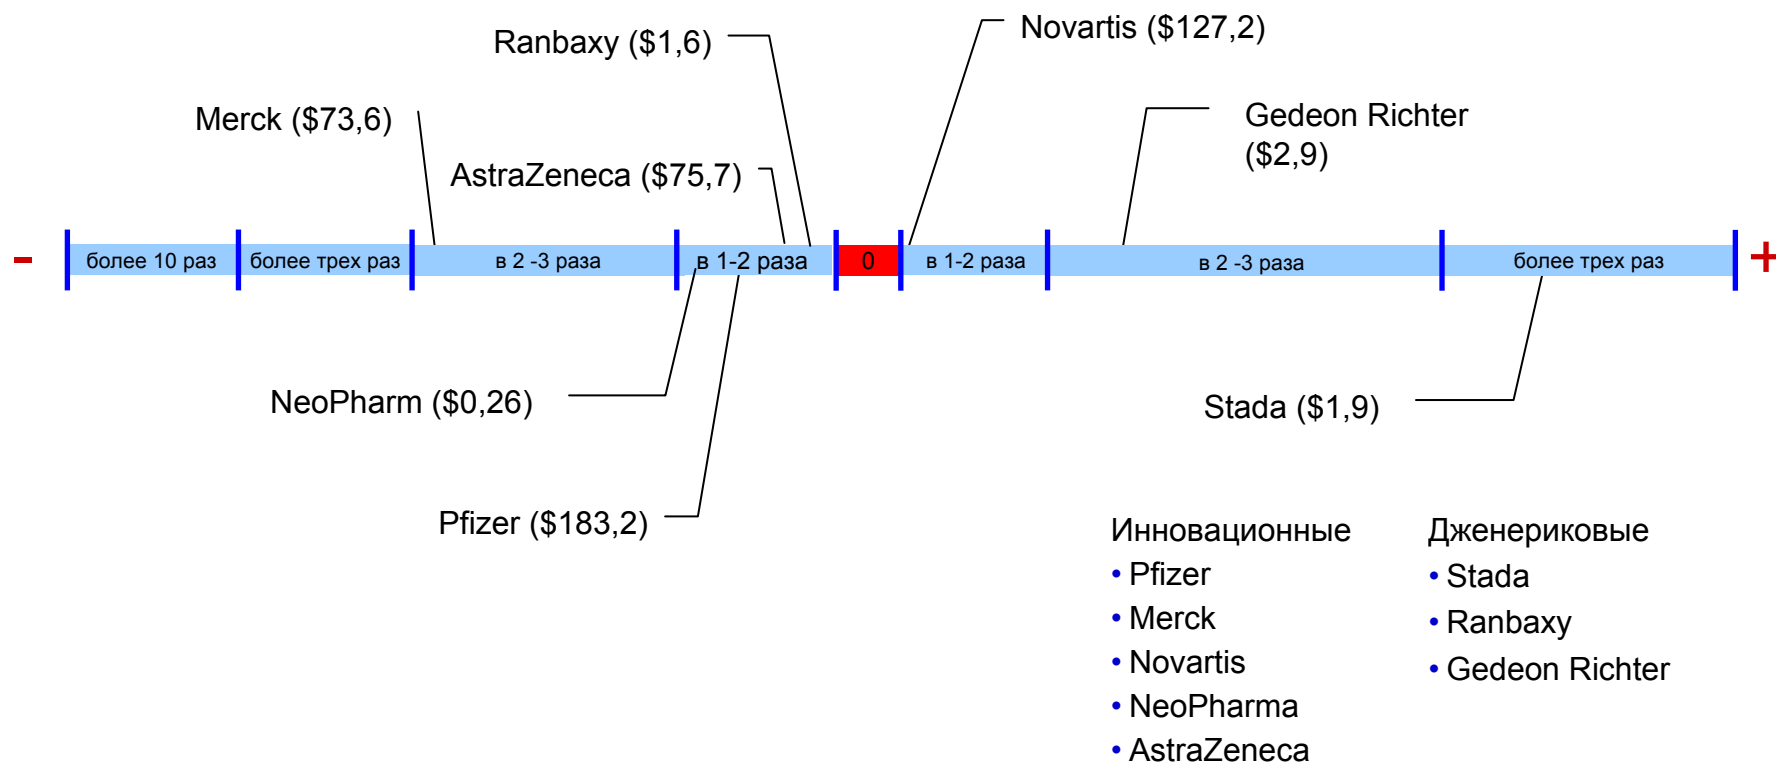 Novartis ($127,2)
Ranbaxy ($1,6)
Merck ($73,6)
Gedeon Richter
($2,9)
AstraZeneca ($75,7)
-
более 10 раз
более трех раз
в 2 -3 раза
в 1-2 раза
0
в 1-2 раза
в 2 -3 раза
более трех раз
+
NeoPharm ($0,26)
Stada ($1,9)
Pfizer ($183,2)
Инновационные
• Pfizer
• Merck
• Novartis
• NeoPharma
• AstraZeneca
Дженериковые
• Stada
• Ranbaxy
• Gedeon Richter